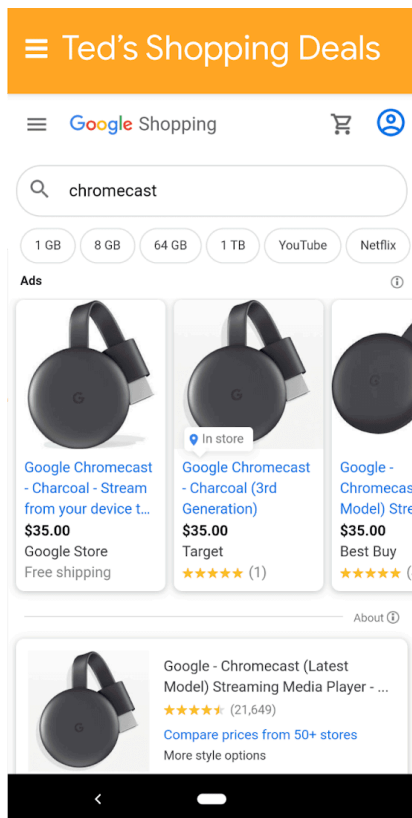 Ted's Shopping Deals
Google Shopping
chromecast
1 GB
8 GB
64 GB
1 TB
YouTube
Netflix
Ads
In store
Google Chromecast
- Charcoal - Stream
from your device t...
$35.00
Google Store
Free shipping
Google Chromecast
- Charcoal (3rd
Generation)
$35.00
Target
(1)
Google -
Chromecas
Model) Stre
$35.00
Best Buy
(
About
Google - Chromecast (Latest
Model) Streaming Media Player - ...
(21,649)
Compare prices from 50+ stores
More style options